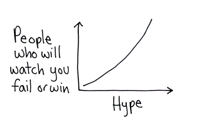 People
who will
watch you
fail or win
Hype